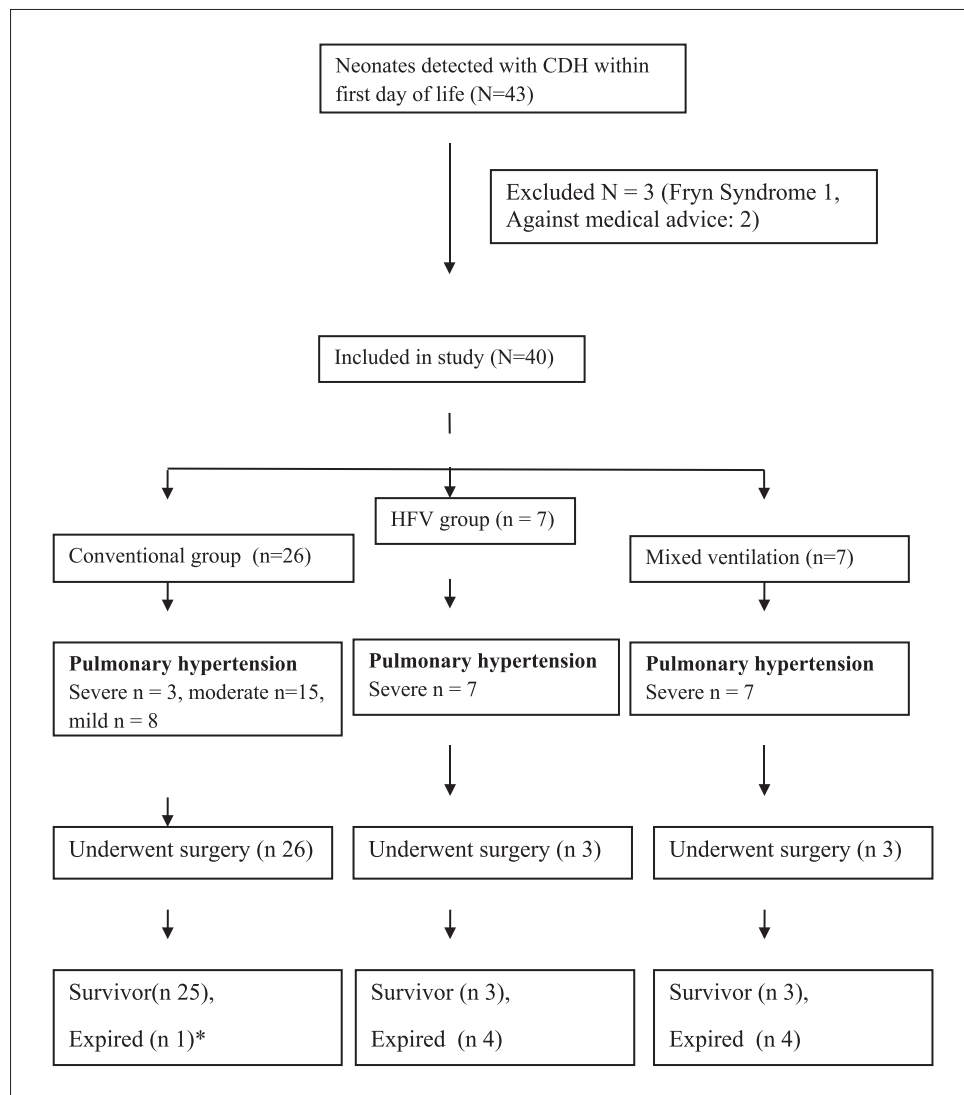 Neonates detected with CDH within
first day of life (N=43)
Excluded N = 3 (Fryn Syndrome 1,
Against medical advice: 2)
Included in study (N=40)
Conventional group (n=26)
HFV group (n = 7)
Mixed ventilation (n=7)
Pulmonary hypertension
Severe n = 3, moderate n=15,
mild n = 8
Pulmonary hypertension
Severe n = 7
Pulmonary hypertension
Severe n = 7
Underwent surgery (n 26)
Underwent surgery (n 3)
Underwent surgery (n 3)
Survivor(n 25),
Expired (n 1)*
Survivor (n 3),
Expired (n 4)
Survivor (n 3),
Expired (n 4)